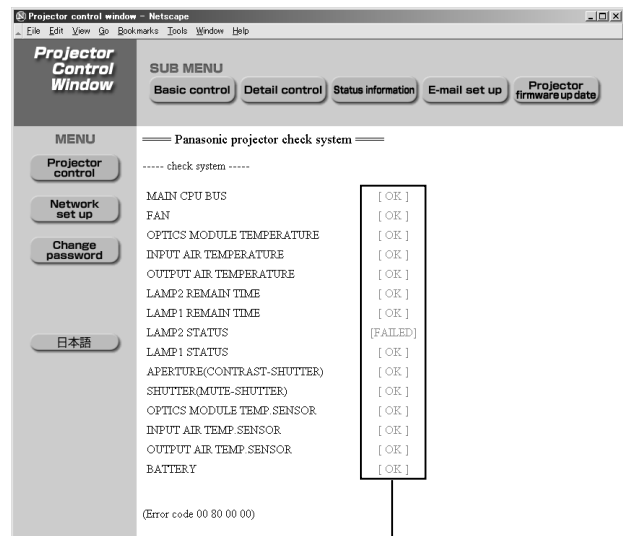 Projector control window - Netscape
File Edit View Go Bookmarks Tools Window Help
Projector
Control
Window
SUB MENU
Basic control Detail control Status information E-mail set up Projector firmware up date
MENU
Projector control
Network set up
Change password
日本語
Panasonic projector check system
----- check system -----
MAIN CPU BUS [ OK ]
FAN [ OK ]
OPTICS MODULE TEMPERATURE [ OK ]
INPUT AIR TEMPERATURE [ OK ]
OUTPUT AIR TEMPERATURE [ OK ]
LAMP2 REMAIN TIME [ OK ]
LAMP1 REMAIN TIME [ OK ]
LAMP2 STATUS [FAILED]
LAMP1 STATUS [ OK ]
APERTURE(CONTRAST-SHUTTER) [ OK ]
SHUTTER(MUTE-SHUTTER) [ OK ]
OPTICS MODULE TEMP.SENSOR [ OK ]
INPUT AIR TEMP.SENSOR [ OK ]
OUTPUT AIR TEMP.SENSOR [ OK ]
BATTERY [ OK ]
(Error code 00 80 00 00)